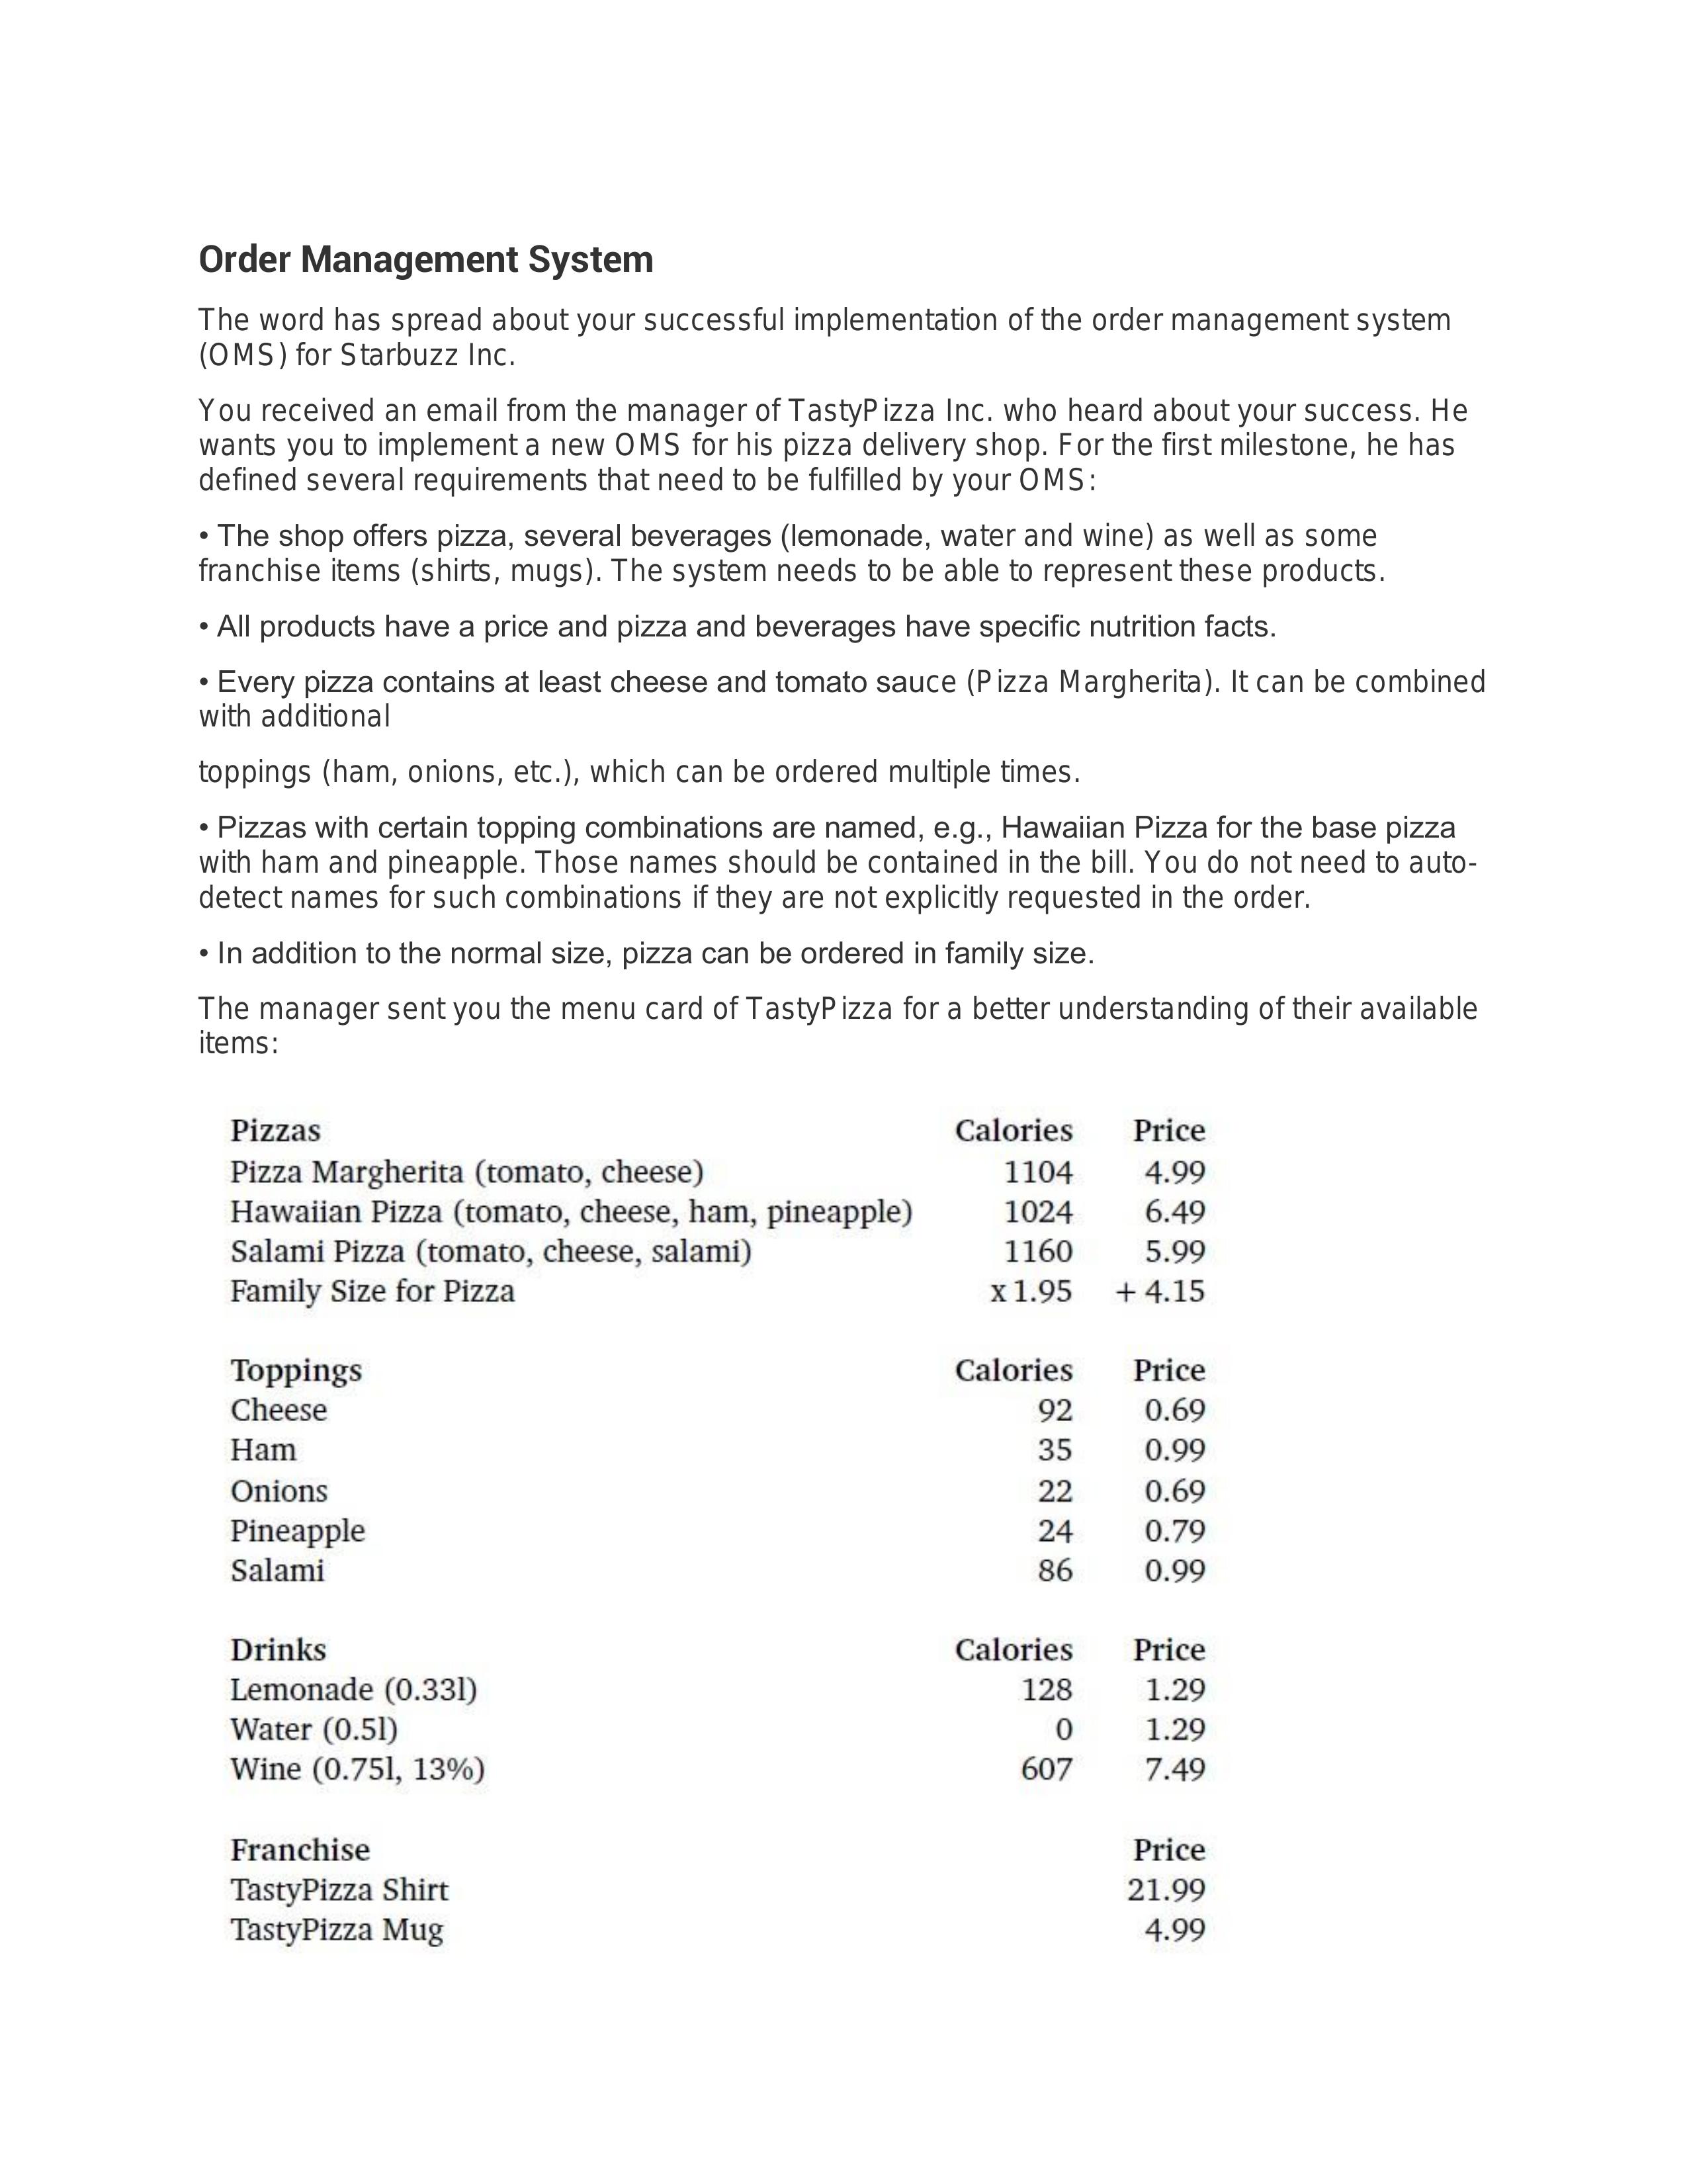 Order Management System
The word has spread about your successful implementation of the order management system
(OMS) for Starbuzz Inc.
You received an email from the manager of TastyPizza Inc. who heard about your success. He
wants you to implement a new OMS for his pizza delivery shop. For the first milestone, he has
defined several requirements that need to be fulfilled by your OMS:
• The shop offers pizza, several beverages (lemonade, water and wine) as well as some
franchise items (shirts, mugs). The system needs to be able to represent these products.
• All products have a price and pizza and beverages have specific nutrition facts.
• Every pizza contains at least cheese and tomato sauce (Pizza Margherita). It can be combined
with additional
toppings (ham, onions, etc.), which can be ordered multiple times.
• Pizzas with certain topping combinations are named, e.g., Hawaiian Pizza for the base pizza
with ham and pineapple. Those names should be contained in the bill. You do not need to auto-
detect names for such combinations if they are not explicitly requested in the order.
• In addition to the normal size, pizza can be ordered in family size.
The manager sent you the menu card of TastyPizza for a better understanding of their available
items:
Pizzas Calories Price
Pizza Margherita (tomato, cheese) 1104 4.99
Hawaiian Pizza (tomato, cheese, ham, pineapple) 1024 6.49
Salami Pizza (tomato, cheese, salami) 1160 5.99
Family Size for Pizza x 1.95 + 4.15
Toppings Calories Price
Cheese 92 0.69
Ham 35 0.99
Onions 22 0.69
Pineapple 24 0.79
Salami 86 0.99
Drinks Calories Price
Lemonade (0.33l) 128 1.29
Water (0.5l) 0 1.29
Wine (0.75l, 13%) 607 7.49
Franchise Price
TastyPizza Shirt 21.99
TastyPizza Mug 4.99